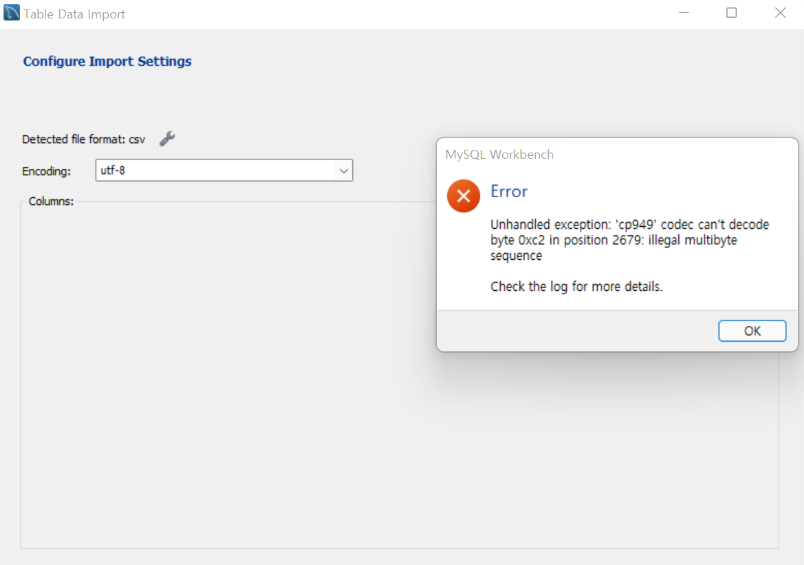 Table Data Import
Configure Import Settings
Detected file format: csv
Encoding:
utf-8
Columns:
MySQL Workbench
Error
Unhandled exception: 'cp949' codec can't decode
byte 0xc2 in position 2679: illegal multibyte
sequence
Check the log for more details.
OK